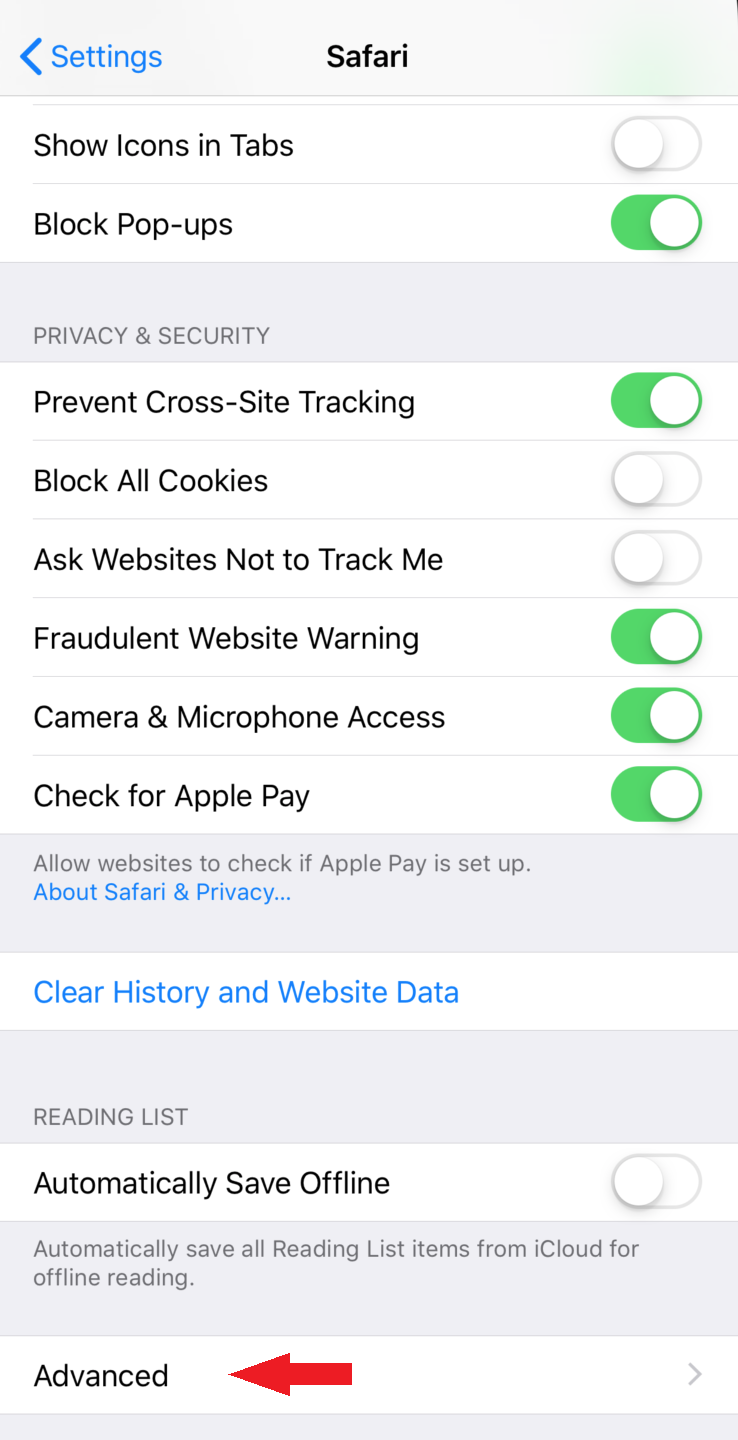 Settings
Safari
Show Icons in Tabs
Block Pop-ups
PRIVACY & SECURITY
Prevent Cross-Site Tracking
Block All Cookies
Ask Websites Not to Track Me
Fraudulent Website Warning
Camera & Microphone Access
Check for Apple Pay
Allow websites to check if Apple Pay is set up.
About Safari & Privacy...
Clear History and Website Data
READING LIST
Automatically Save Offline
Automatically save all Reading List items from iCloud for
offline reading.
Advanced